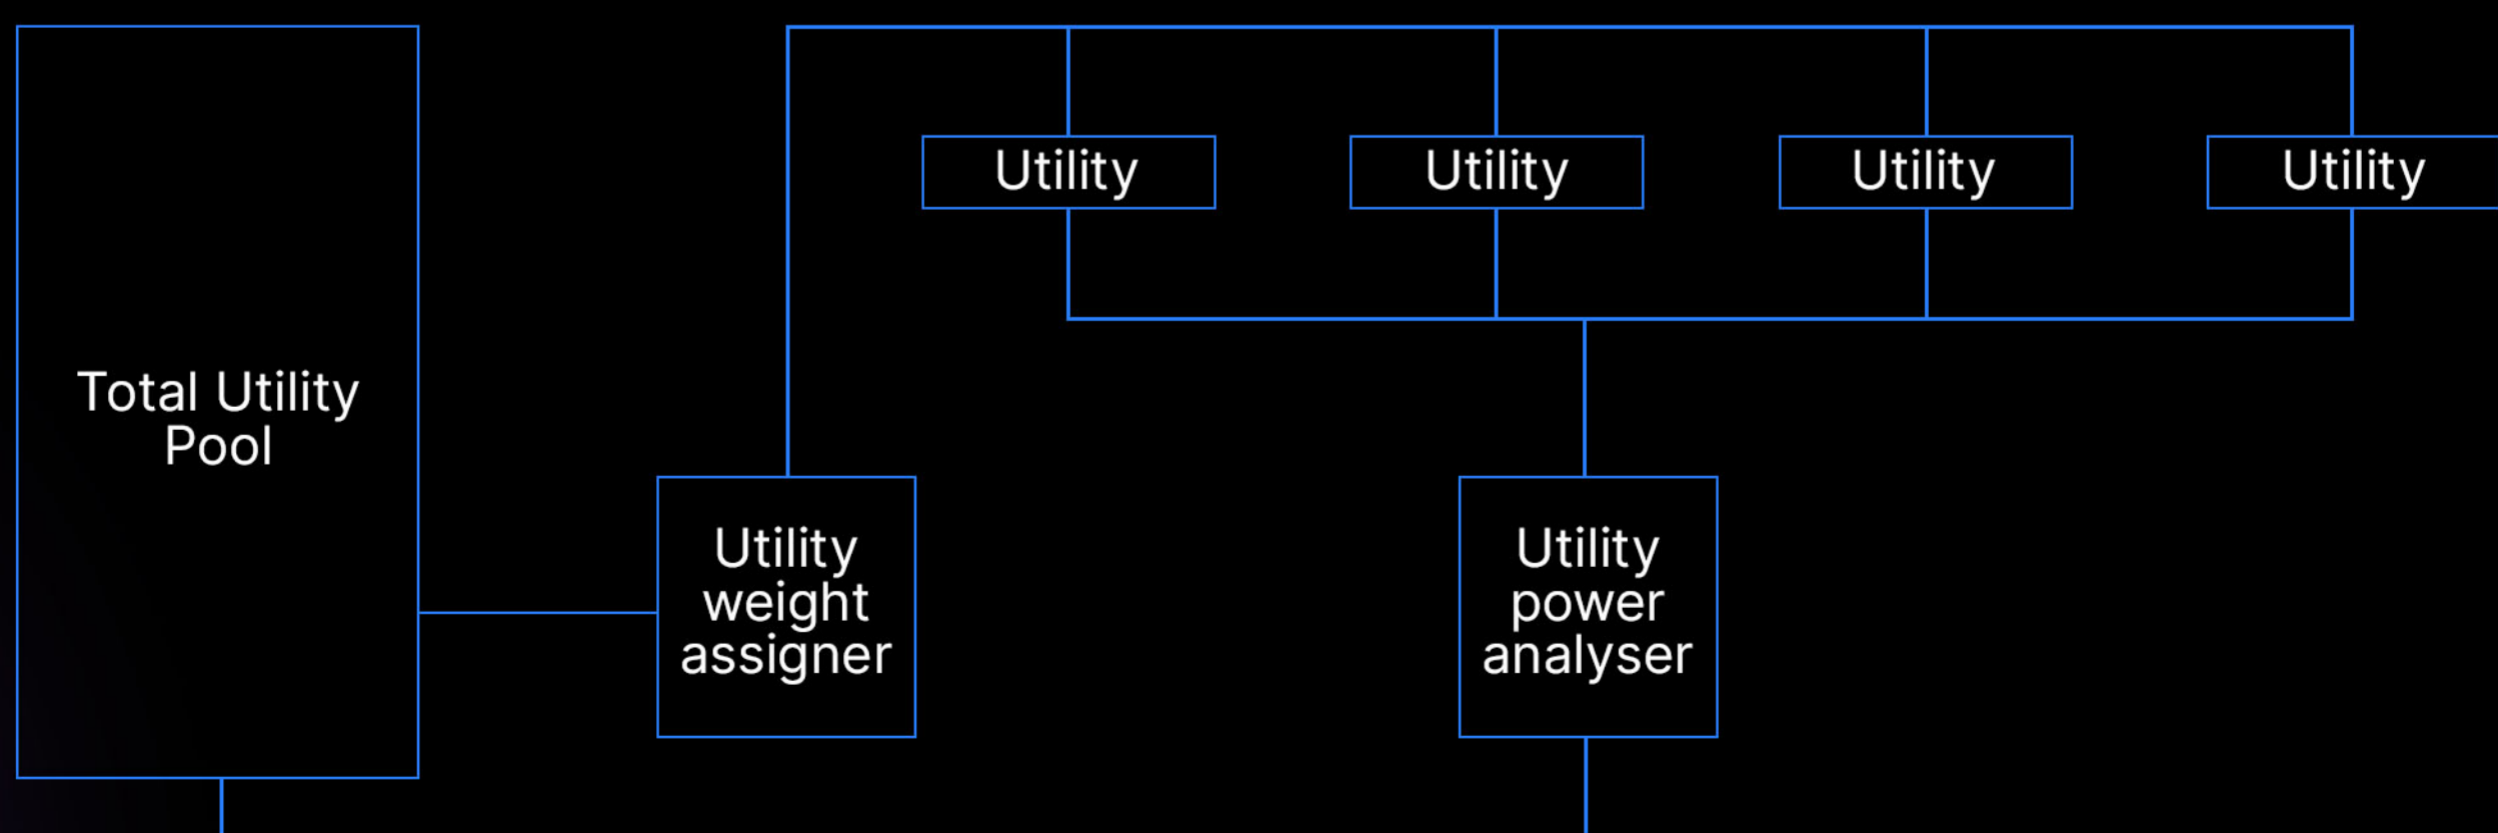 Utility
Utility
Utility
Utility
Total Utility
Pool
Utility
weight
assigner
Utility
power
analyser